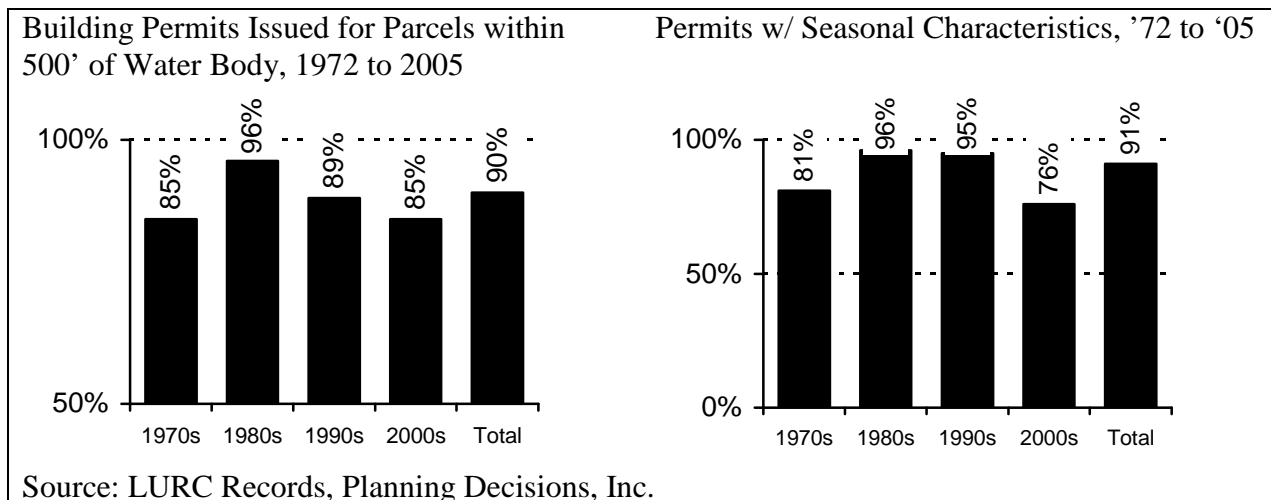 Building Permits Issued for Parcels within
500’ of Water Body, 1972 to 2005
100%
50%
85%
96%
89%
85%
90%
1970s 1980s 1990s 2000s Total
Permits w/ Seasonal Characteristics, ’72 to ‘05
100%
50%
0%
81%
96%
95%
76%
91%
1970s 1980s 1990s 2000s Total
Source: LURC Records, Planning Decisions, Inc.